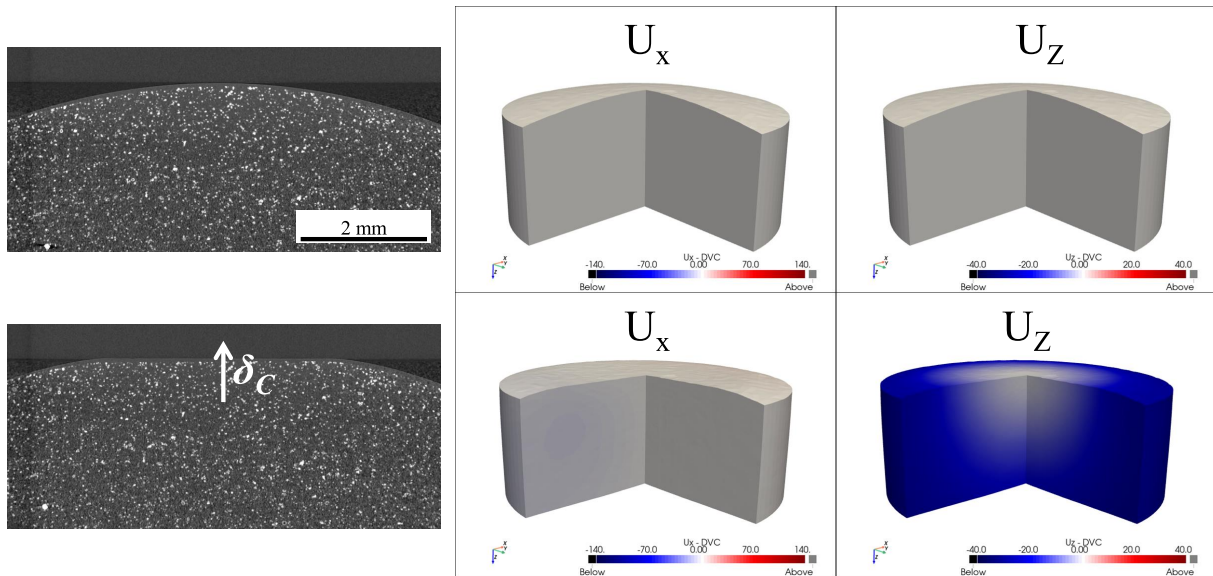 2 mm
δC
Ux
X
Y
Z
Ux - DVC
-140. -70.0 0.00 70.0 140.
Below Above
UZ
X
Y
Z
Uz - DVC
-40.0 -20.0 0.00 20.0 40.0
Below Above
Ux
X
Y
Z
Ux - DVC
-140. -70.0 0.00 70.0 140.
Below Above
UZ
X
Y
Z
Uz - DVC
-40.0 -20.0 0.00 20.0 40.0
Below Above